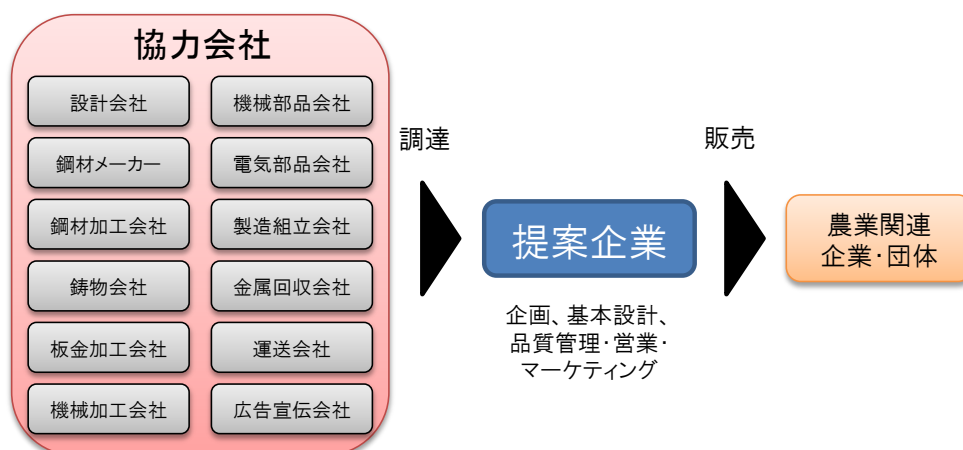 協力会社
設計会社
機械部品会社
鋼材メーカー
電気部品会社
鋼材加工会社
製造組立会社
鋳物会社
金属回収会社
板金加工会社
運送会社
機械加工会社
広告宣伝会社
調達
提案企業
企画、基本設計、
品質管理・営業・
マーケティング
販売
農業関連
企業・団体